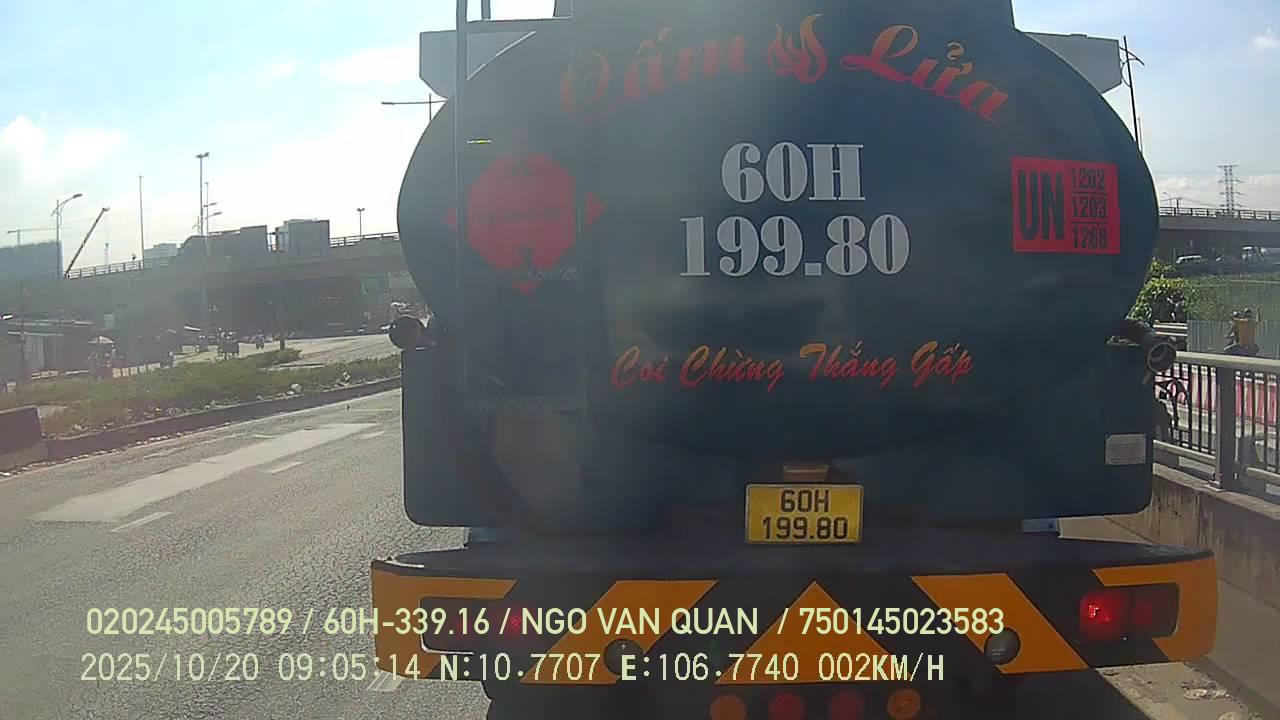 Cấm Lửa
60H
199.80
UN
1202
1203
1268
Coi Chừng Thắng Gấp
60H
199.80
020245005789 / 60H-339.16 / NGO VAN QUAN / 750145023583
2025/10/20 09:05:14 N:10.7707 E:106.7740 002KM/H